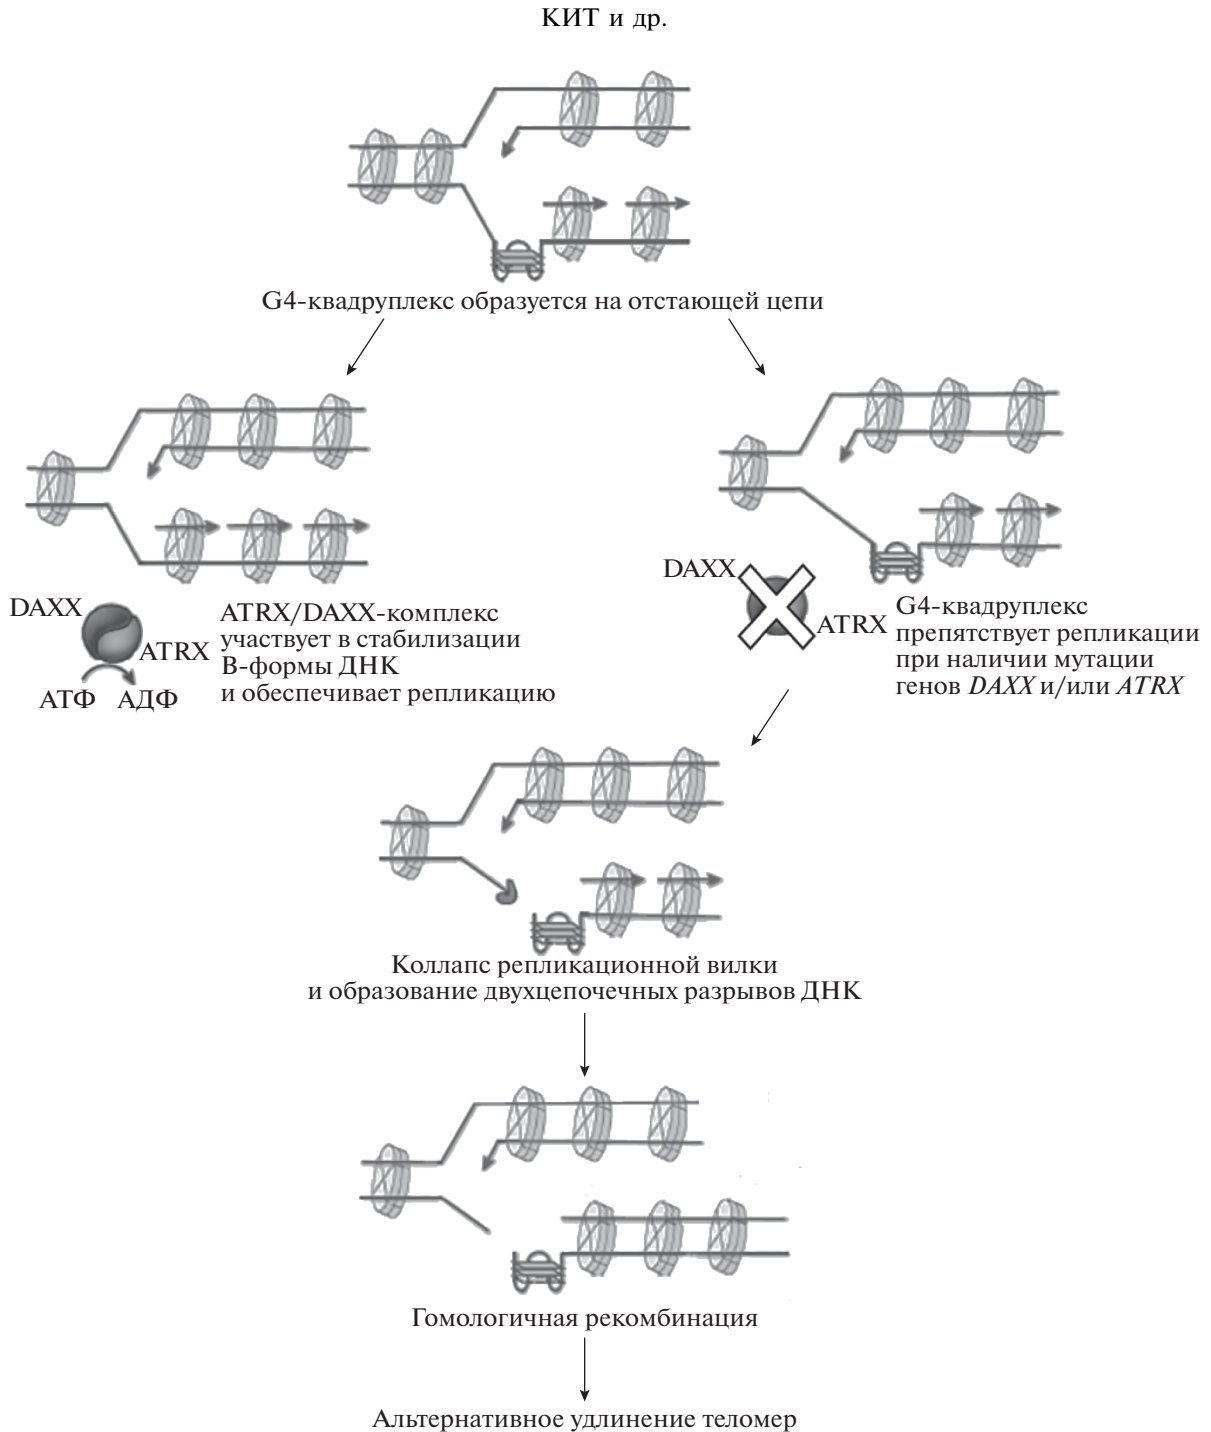 КИТ и др.
G4-квадруплекс образуется на отстающей цепи
DAXX
ATRX
АТФ АДФ
ATRX/DAXX-комплекс
участвует в стабилизации
В-формы ДНК
и обеспечивает репликацию
DAXX
ATRX
G4-квадруплекс
препятствует репликации
при наличии мутации
генов DAXX и/или ATRX
Коллапс репликационной вилки
и образование двухцепочечных разрывов ДНК
Гомологичная рекомбинация
Альтернативное удлинение теломер